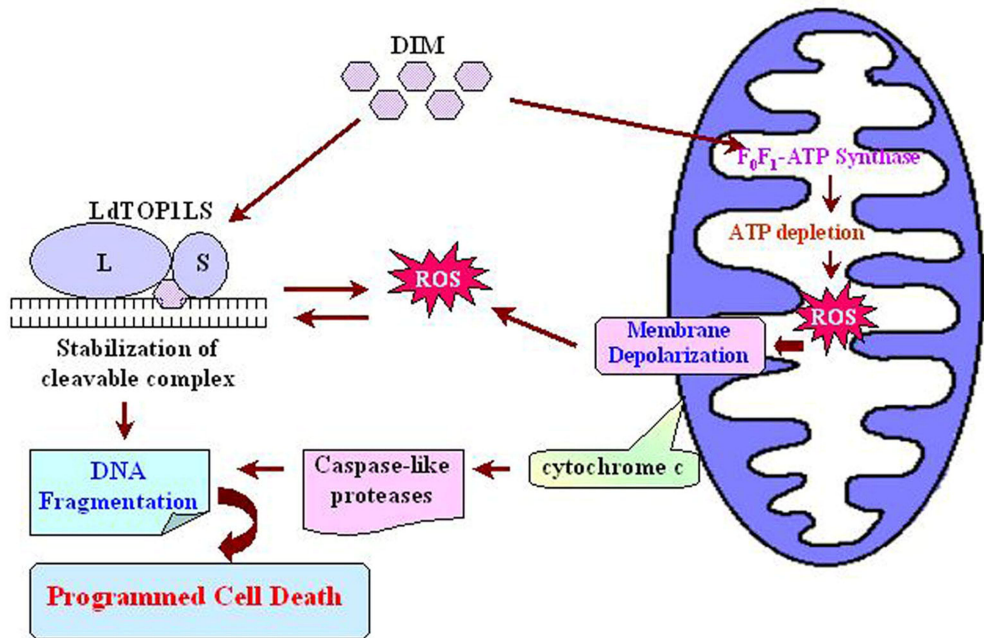 DIM
F₀F₁-ATP Synthase
LdTOP1LS
ATP depletion
L
S
ROS
ROS
Membrane
Depolarization
Stabilization of
cleavable complex
DNA
Fragmentation
Caspase-like
proteases
cytochrome c
Programmed Cell Death